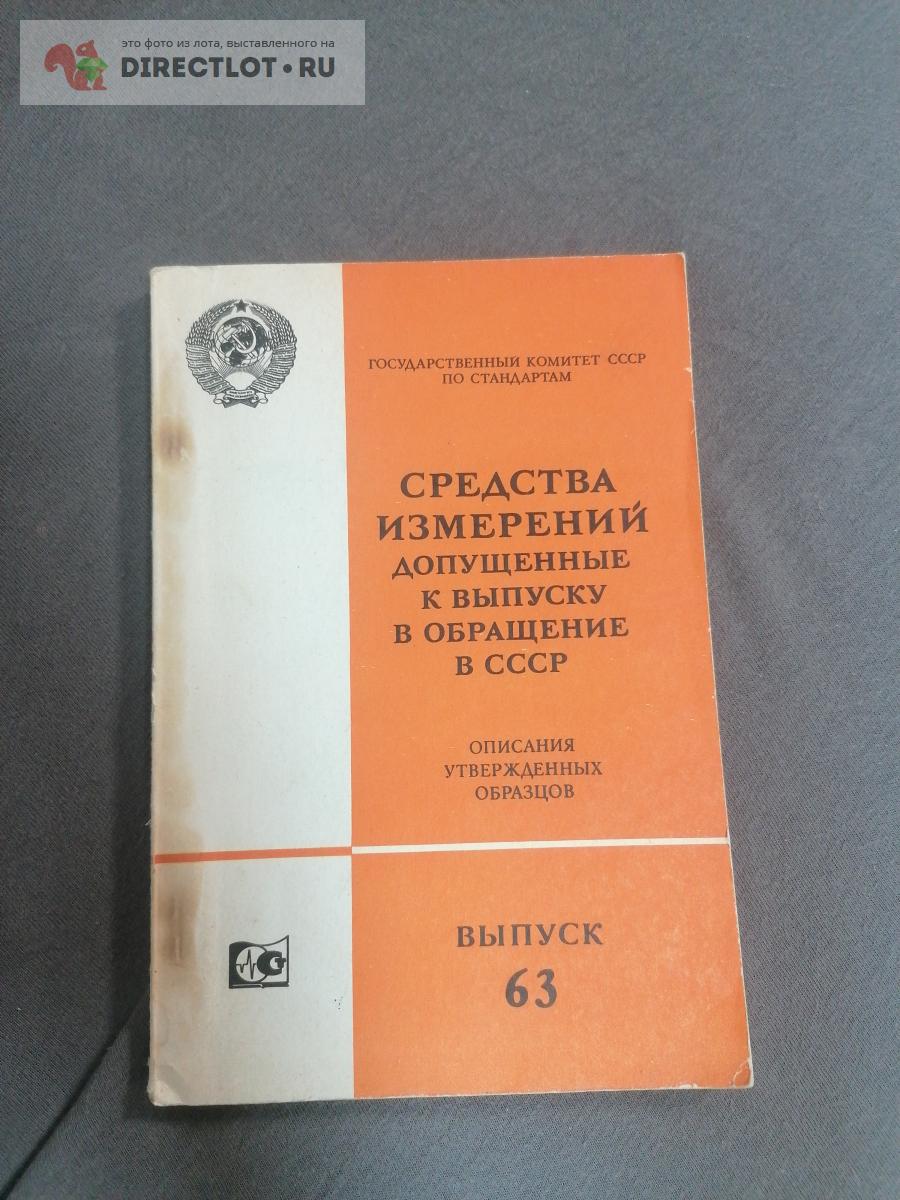 это фото из лота, выставленного на
DIRECTLOT•RU
ГОСУДАРСТВЕННЫЙ КОМИТЕТ СССР
ПО СТАНДАРТАМ
СРЕДСТВА
ИЗМЕРЕНИЙ
ДОПУЩЕННЫЕ
К ВЫПУСКУ
В ОБРАЩЕНИЕ
В СССР
ОПИСАНИЯ
УТВЕРЖДЕННЫХ
ОБРАЗЦОВ
ВЫПУСК
63